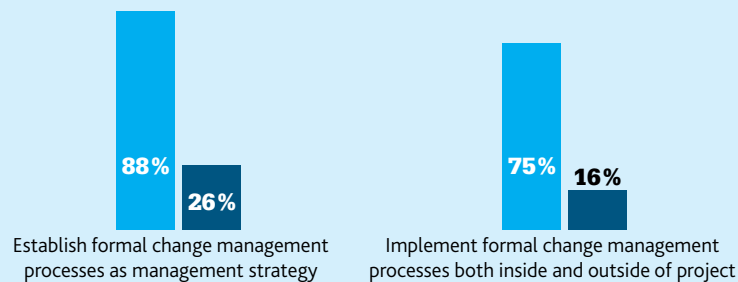 88%
26%
Establish formal change management
processes as management strategy
75%
16%
Implement formal change management
processes both inside and outside of project